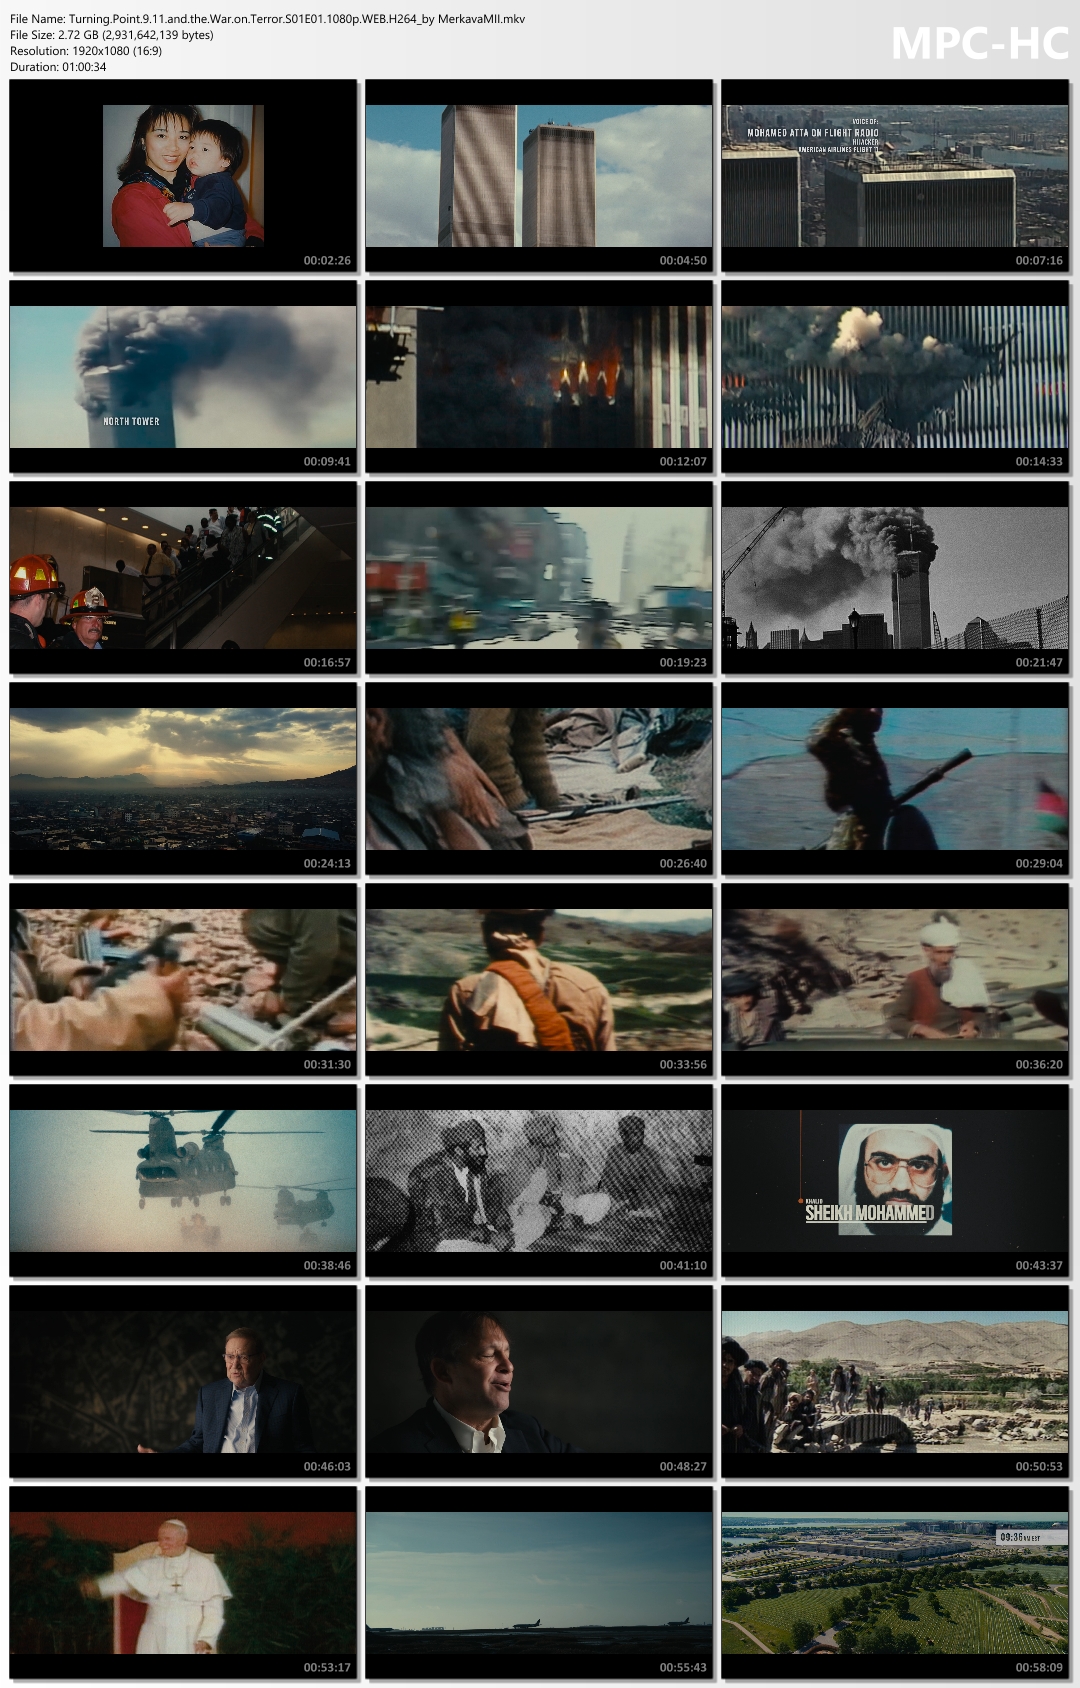 File Name: Turning.Point.9.11.and.the.War.on.Terror.S01E01.1080p.WEB.H264_by MerkavaMII.mkv
File Size: 2.72 GB (2,931,642,139 bytes)
Resolution: 1920x1080 (16:9)
Duration: 01:00:34
MPC-HC
00:02:26
00:04:50
VOICE OF:
MOHAMED ATTA ON FLIGHT RADIO
HIJACKER
AMERICAN AIRLINES FLIGHT 11
00:07:16
NORTH TOWER
00:09:41
00:12:07
00:14:33
00:16:57
00:19:23
00:21:47
00:24:13
00:26:40
00:29:04
00:31:30
00:33:56
00:36:20
00:38:46
00:41:10
KHALID
SHEIKH MOHAMMED
00:43:37
00:46:03
00:48:27
00:50:53
00:53:17
00:55:43
09:36 AM EST
00:58:09